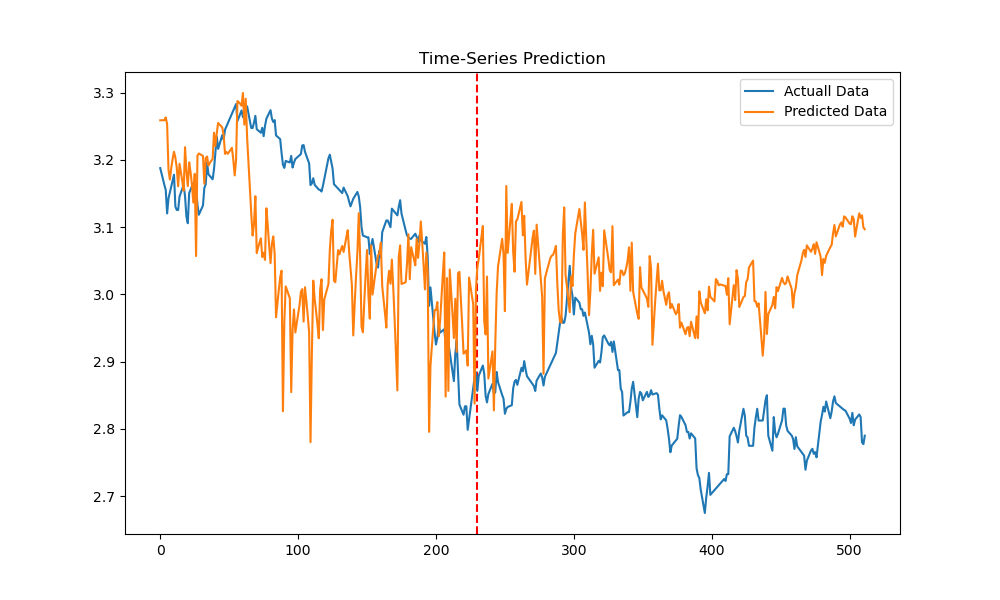 Time-Series Prediction
Actuall Data
Predicted Data
3.3
3.2
3.1
3.0
2.9
2.8
2.7
0 100 200 300 400 500